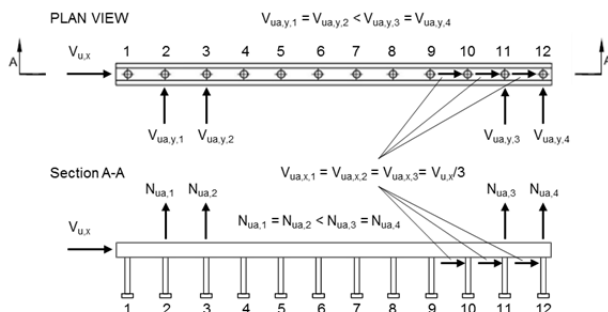 PLAN VIEW
V_ua,y,1 = V_ua,y,2 < V_ua,y,3 = V_ua,y,4
A A
V_u,x
1 2 3 4 5 6 7 8 9 10 11 12
V_ua,y,1 V_ua,y,2 V_ua,y,3 V_ua,y,4
Section A-A
V_ua,x,1 = V_ua,x,2 = V_ua,x,3 = V_u,x/3
N_ua,1 N_ua,2 N_ua,3 N_ua,4
V_u,x
N_ua,1 = N_ua,2 < N_ua,3 = N_ua,4
1 2 3 4 5 6 7 8 9 10 11 12